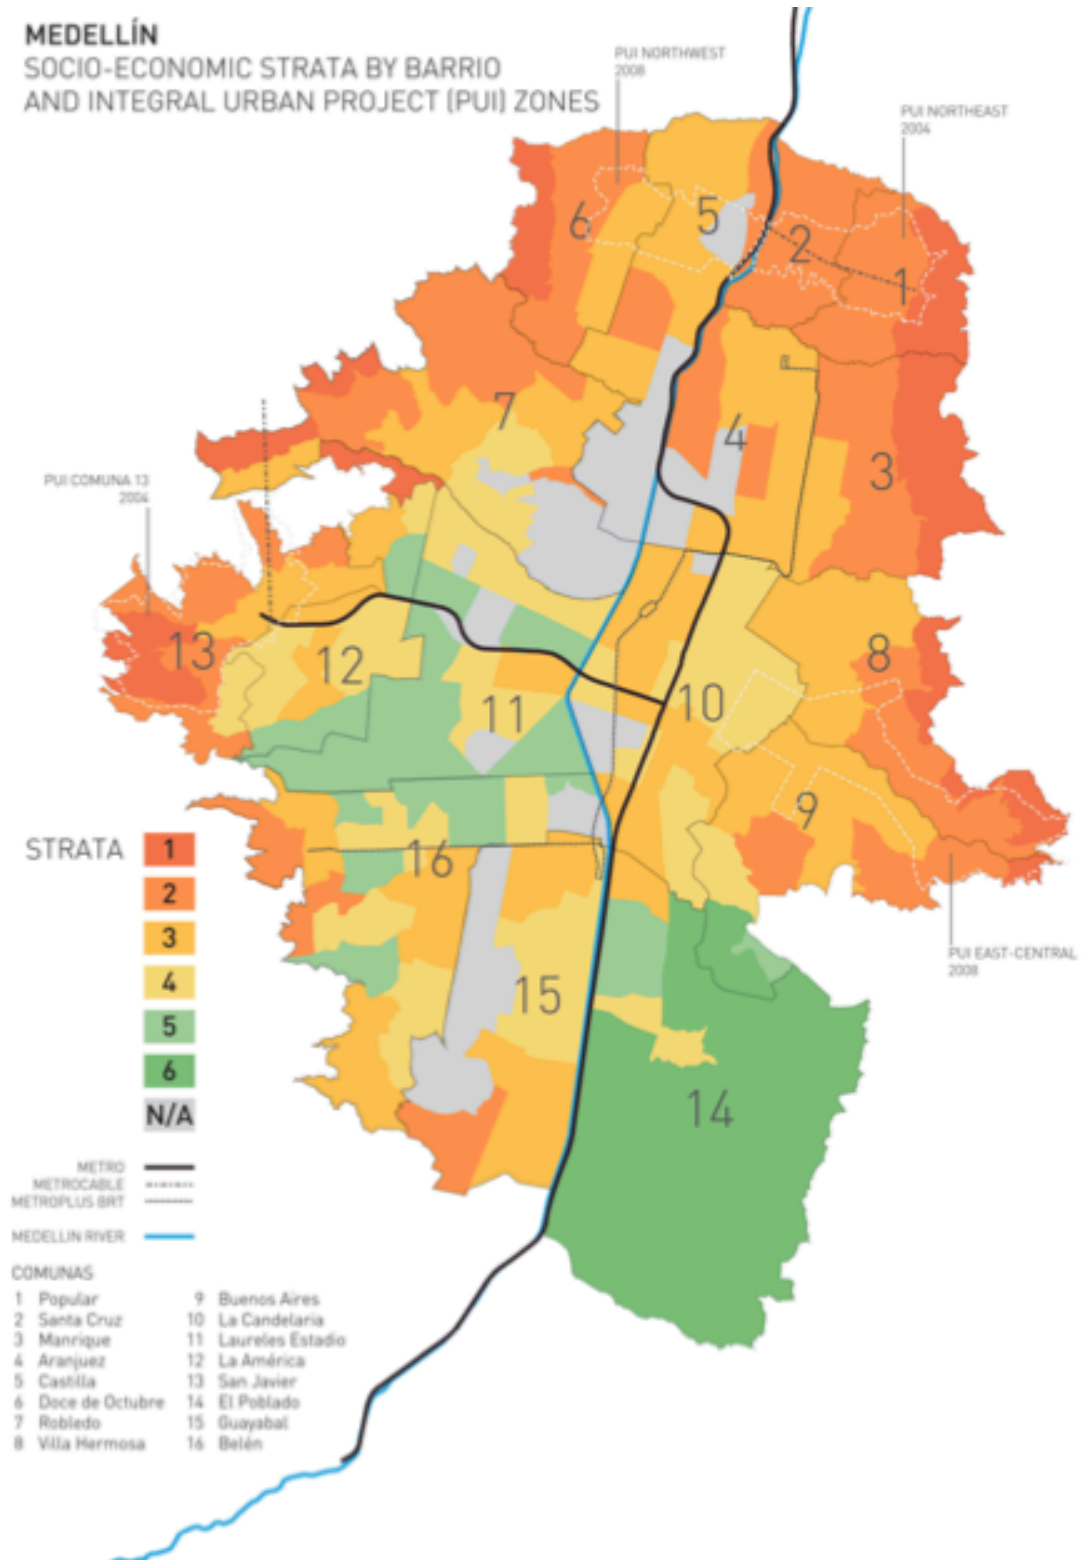 MEDELLÍN
SOCIO-ECONOMIC STRATA BY BARRIO
AND INTEGRAL URBAN PROJECT (PUI) ZONES
PUI NORTHWEST
2008
PUI NORTHEAST
2004
6
5
2
1
7
4
3
PUI COMUNA 13
2004
13
12
11
10
8
9
16
15
14
PUI EAST-CENTRAL
2008
STRATA
1
2
3
4
5
6
N/A
METRO
METROCABLE
METROPLUS BRT
MEDELLIN RIVER
COMUNAS
1 Popular
2 Santa Cruz
3 Manrique
4 Aranjuez
5 Castilla
6 Doce de Octubre
7 Robledo
8 Villa Hermosa
9 Buenos Aires
10 La Candelaria
11 Laureles Estadio
12 La América
13 San Javier
14 El Poblado
15 Guayabal
16 Belén